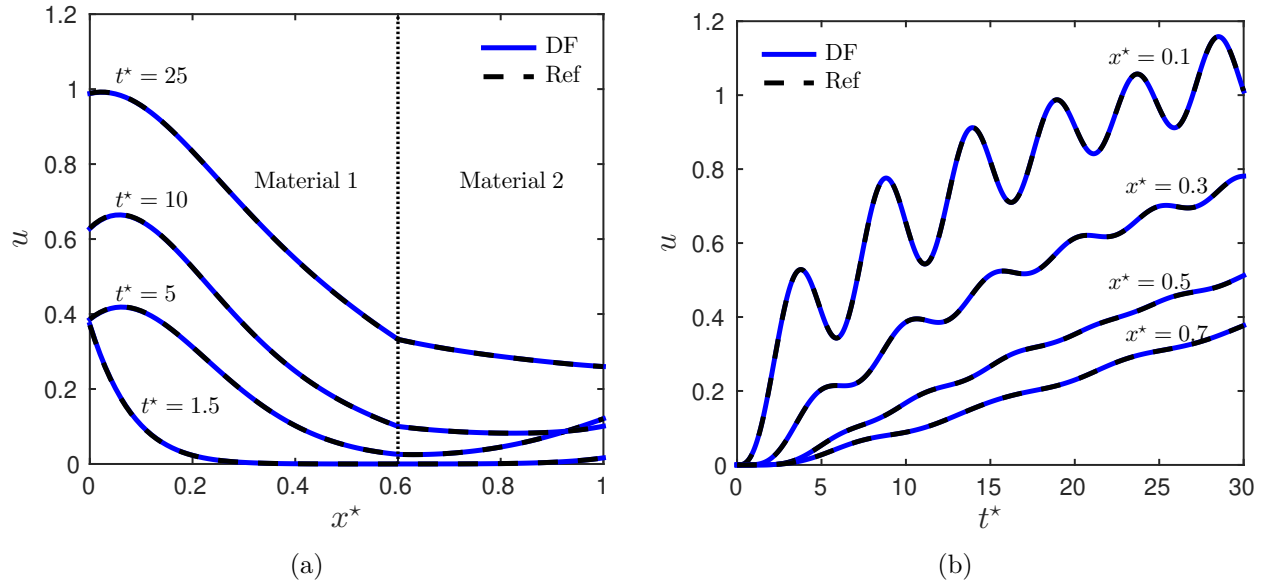 1.2
1
0.8
0.6
0.4
0.2
0
u
DF
Ref
t* = 25
Material 1
Material 2
t* = 10
t* = 5
t* = 1.5
0 0.2 0.4 0.6 0.8 1
x*
(a)
1.2
1
0.8
0.6
0.4
0.2
0
u
DF
Ref
x* = 0.1
x* = 0.3
x* = 0.5
x* = 0.7
0 5 10 15 20 25 30
t*
(b)